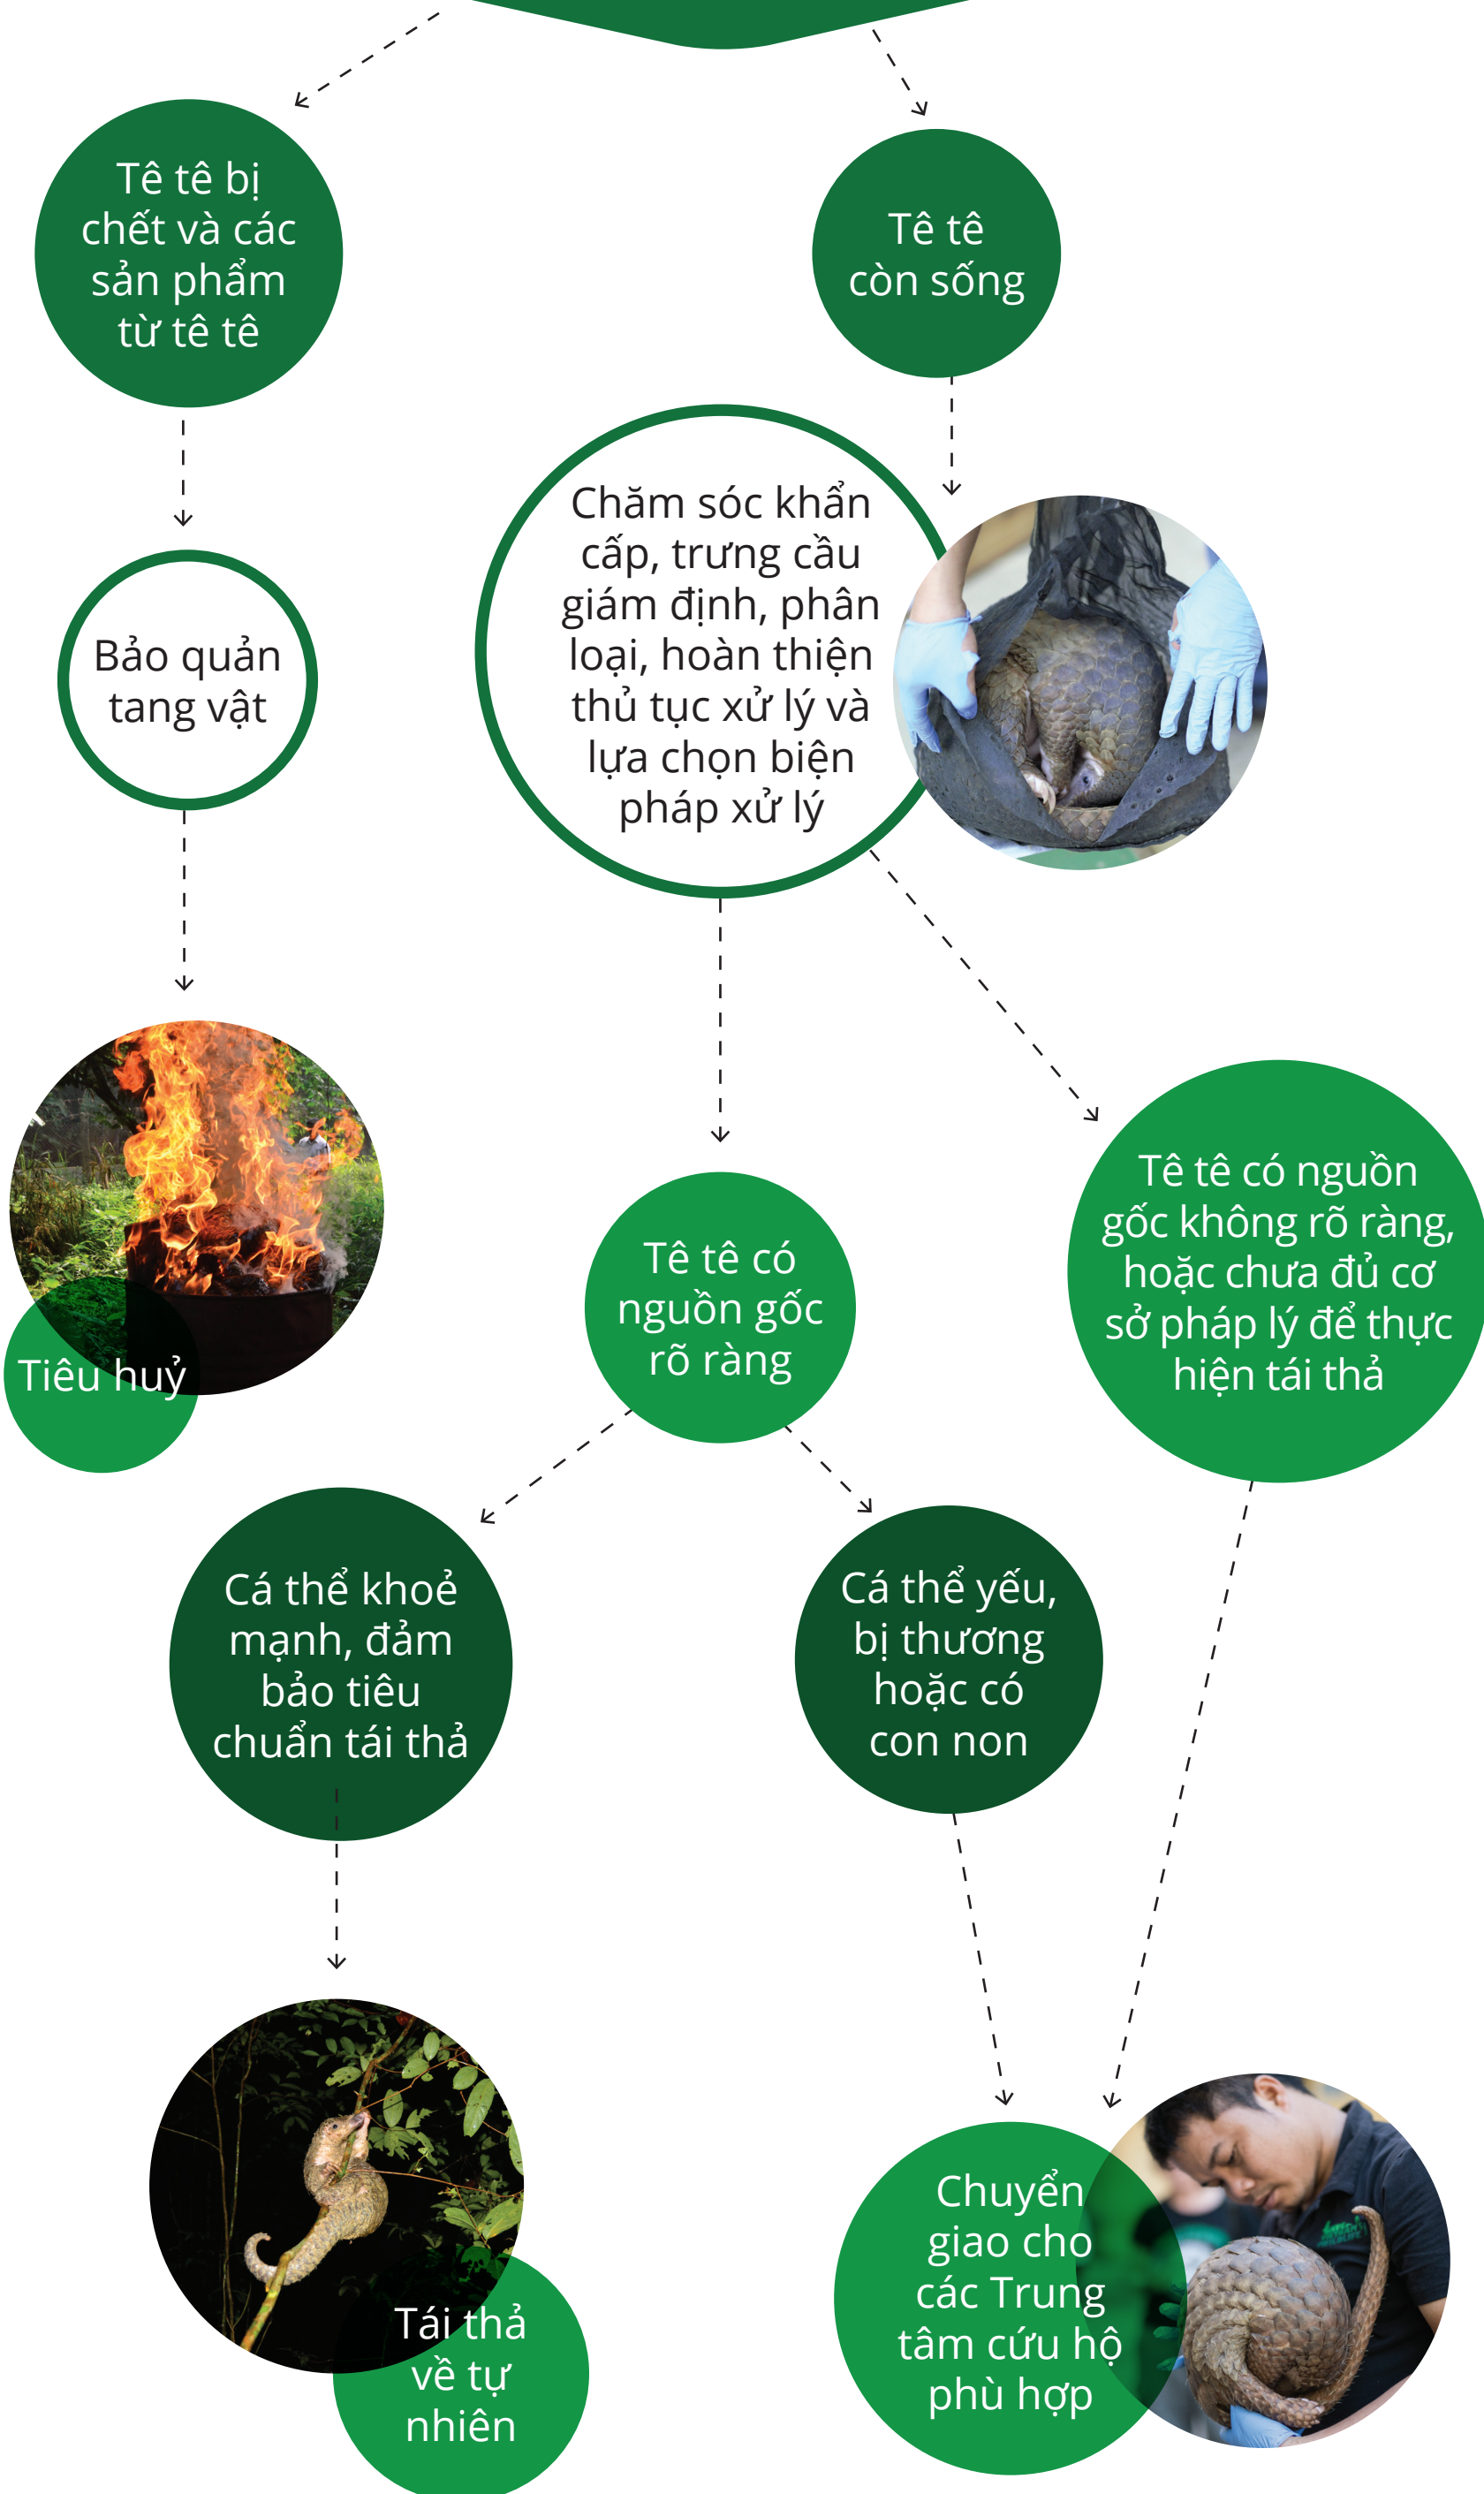 Tê tê bị
chết và các
sản phẩm
từ tê tê
Tê tê
còn sống
Chăm sóc khẩn
cấp, trưng cầu
giám định, phân
loại, hoàn thiện
thủ tục xử lý và
lựa chọn biện
pháp xử lý
Bảo quản
tang vật
Tiêu huỷ
Tê tê có
nguồn gốc
rõ ràng
Tê tê có nguồn
gốc không rõ ràng,
hoặc chưa đủ cơ
sở pháp lý để thực
hiện tái thả
Cá thể khoẻ
mạnh, đảm
bảo tiêu
chuẩn tái thả
Cá thể yếu,
bị thương
hoặc có
con non
Tái thả
về tự
nhiên
Chuyển
giao cho
các Trung
tâm cứu hộ
phù hợp